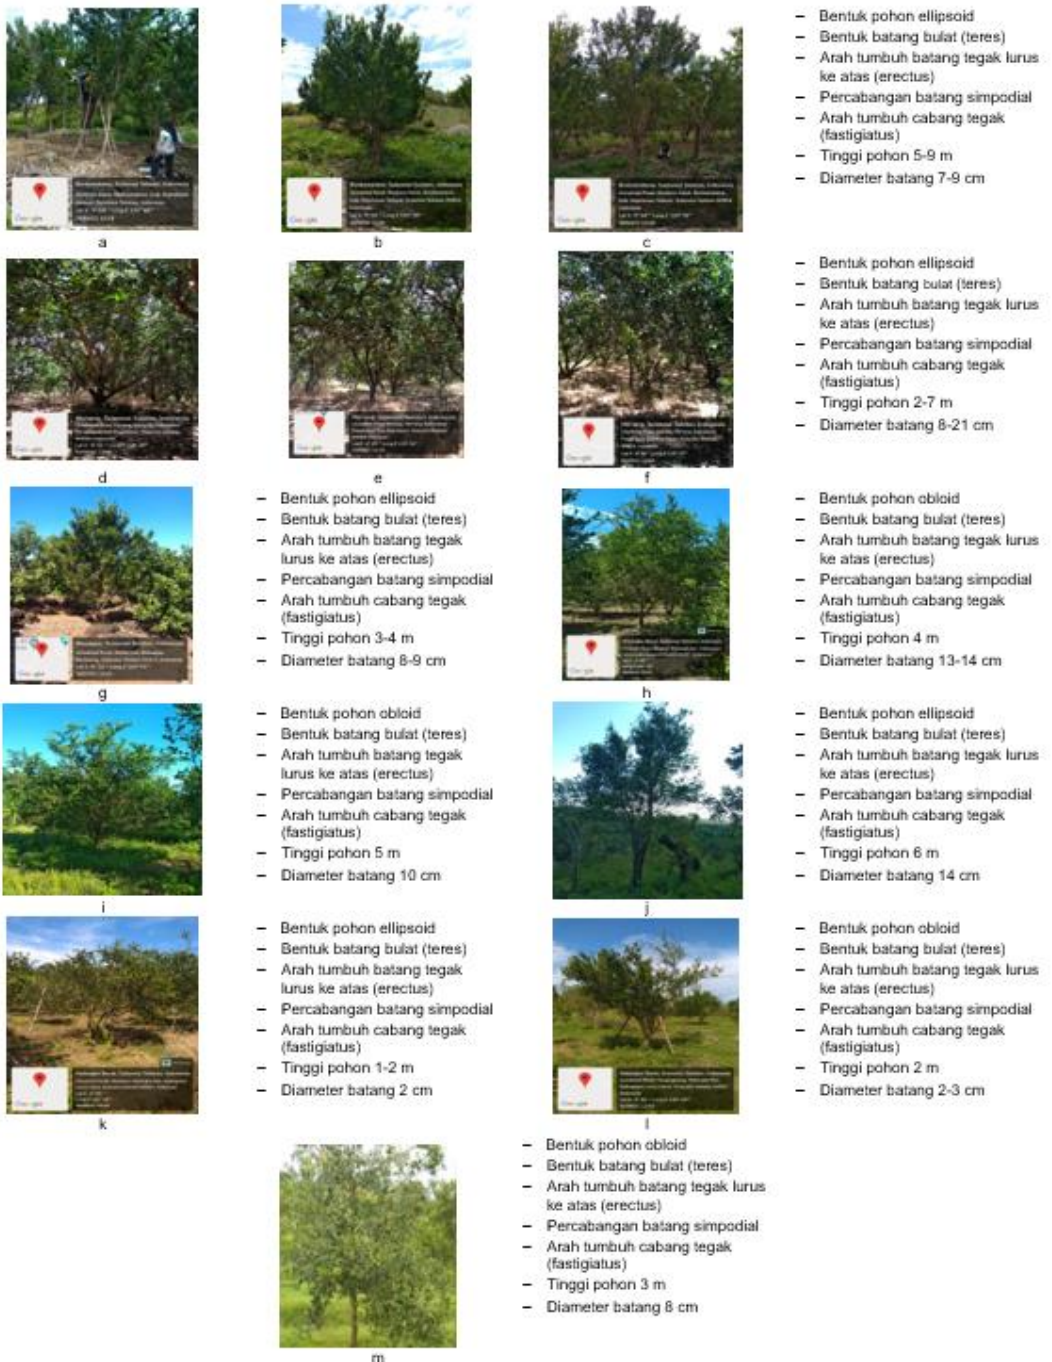 – Bentuk pohon ellipsoid
– Bentuk batang bulat (teres)
– Arah tumbuh batang tegak lurus
ke atas (erectus)
– Percabangan batang simpodial
– Arah tumbuh cabang tegak
(fastigiatus)
– Tinggi pohon 5-9 m
– Diameter batang 7-9 cm
a
b
c
– Bentuk pohon ellipsoid
– Bentuk batang bulat (teres)
– Arah tumbuh batang tegak lurus
ke atas (erectus)
– Percabangan batang simpodial
– Arah tumbuh cabang tegak
(fastigiatus)
– Tinggi pohon 2-7 m
– Diameter batang 8-21 cm
d
e
f
– Bentuk pohon ellipsoid
– Bentuk batang bulat (teres)
– Arah tumbuh batang tegak
lurus ke atas (erectus)
– Percabangan batang simpodial
– Arah tumbuh cabang tegak
(fastigiatus)
– Tinggi pohon 3-4 m
– Diameter batang 8-9 cm
g
– Bentuk pohon obloid
– Bentuk batang bulat (teres)
– Arah tumbuh batang tegak lurus
ke atas (erectus)
– Percabangan batang simpodial
– Arah tumbuh cabang tegak
(fastigiatus)
– Tinggi pohon 4 m
– Diameter batang 13-14 cm
h
– Bentuk pohon obloid
– Bentuk batang bulat (teres)
– Arah tumbuh batang tegak
lurus ke atas (erectus)
– Percabangan batang simpodial
– Arah tumbuh cabang tegak
(fastigiatus)
– Tinggi pohon 5 m
– Diameter batang 10 cm
i
– Bentuk pohon ellipsoid
– Bentuk batang bulat (teres)
– Arah tumbuh batang tegak lurus
ke atas (erectus)
– Percabangan batang simpodial
– Arah tumbuh cabang tegak
(fastigiatus)
– Tinggi pohon 6 m
– Diameter batang 14 cm
j
– Bentuk pohon ellipsoid
– Bentuk batang bulat (teres)
– Arah tumbuh batang tegak
lurus ke atas (erectus)
– Percabangan batang simpodial
– Arah tumbuh cabang tegak
(fastigiatus)
– Tinggi pohon 1-2 m
– Diameter batang 2 cm
k
– Bentuk pohon obloid
– Bentuk batang bulat (teres)
– Arah tumbuh batang tegak lurus
ke atas (erectus)
– Percabangan batang simpodial
– Arah tumbuh cabang tegak
(fastigiatus)
– Tinggi pohon 2 m
– Diameter batang 2-3 cm
l
– Bentuk pohon obloid
– Bentuk batang bulat (teres)
– Arah tumbuh batang tegak lurus
ke atas (erectus)
– Percabangan batang simpodial
– Arah tumbuh cabang tegak
(fastigiatus)
– Tinggi pohon 3 m
– Diameter batang 8 cm
m